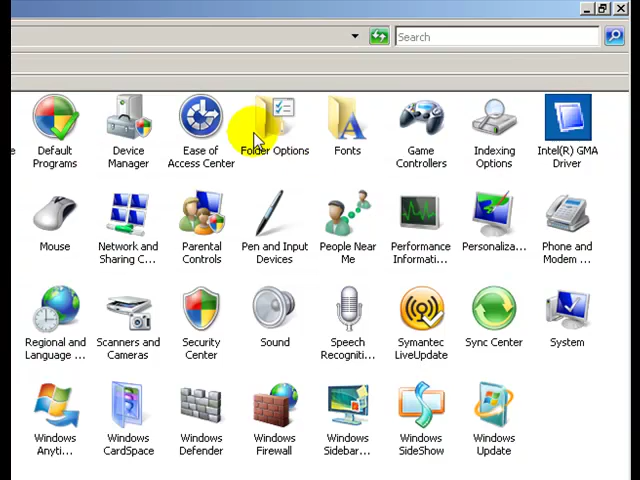 Search
e
Default
Programs
Device
Manager
Ease of
Access Center
Folder Options
Fonts
Game
Controllers
Indexing
Options
Intel(R) GMA
Driver
Mouse
Network and
Sharing C...
Parental
Controls
Pen and Input
Devices
People Near
Me
Performance
Informati...
Personaliza...
Phone and
Modem ...
Regional and
Language ...
Scanners and
Cameras
Security
Center
Sound
Speech
Recogniti...
Symantec
LiveUpdate
Sync Center
System
Windows
Anyti...
Windows
CardSpace
Windows
Defender
Windows
Firewall
Windows
Sidebar...
Windows
SideShow
Windows
Update